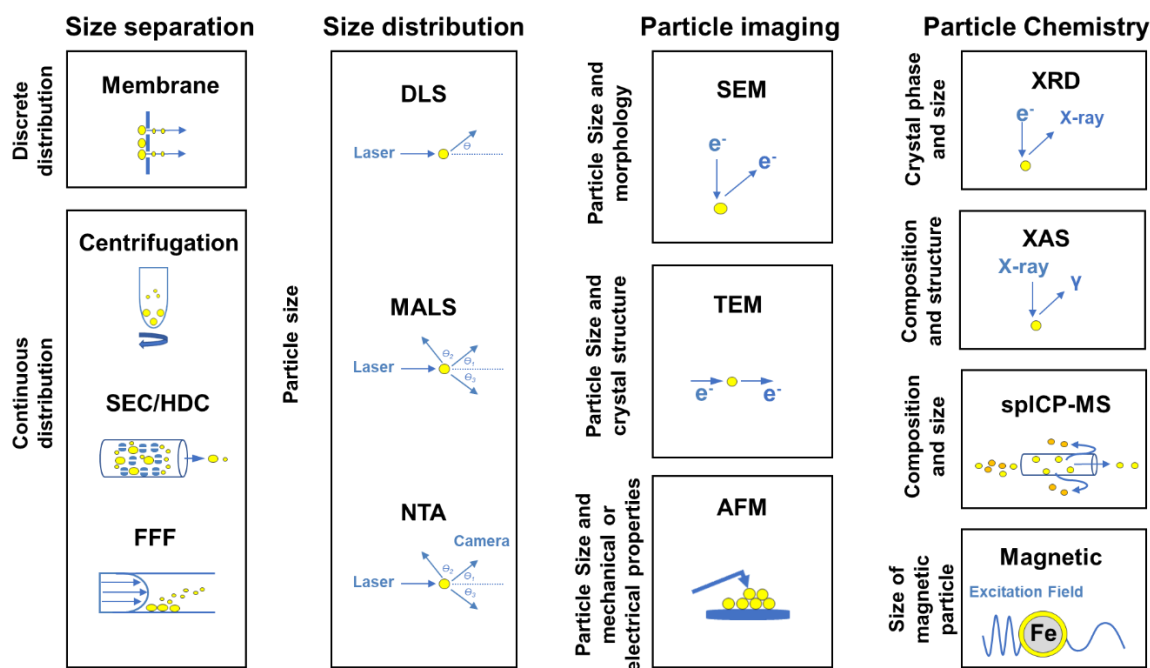 Size separation
Discrete
distribution
Membrane
Continuous
distribution
Centrifugation
SEC/HDC
FFF
Size distribution
Particle size
DLS
Laser
Θ
MALS
Laser
Θ2
Θ1
Θ3
NTA
Camera
Laser
Θ2
Θ1
Θ3
Particle imaging
Particle Size and
morphology
SEM
e-
e-
Particle Size and
crystal structure
TEM
e-
e-
Particle Size and
mechanical or
electrical properties
AFM
Particle Chemistry
Crystal phase
and size
XRD
e-
X-ray
Composition
and structure
XAS
X-ray
γ
Composition
and size
spICP-MS
Size of
magnetic
particle
Magnetic
Excitation Field
Fe